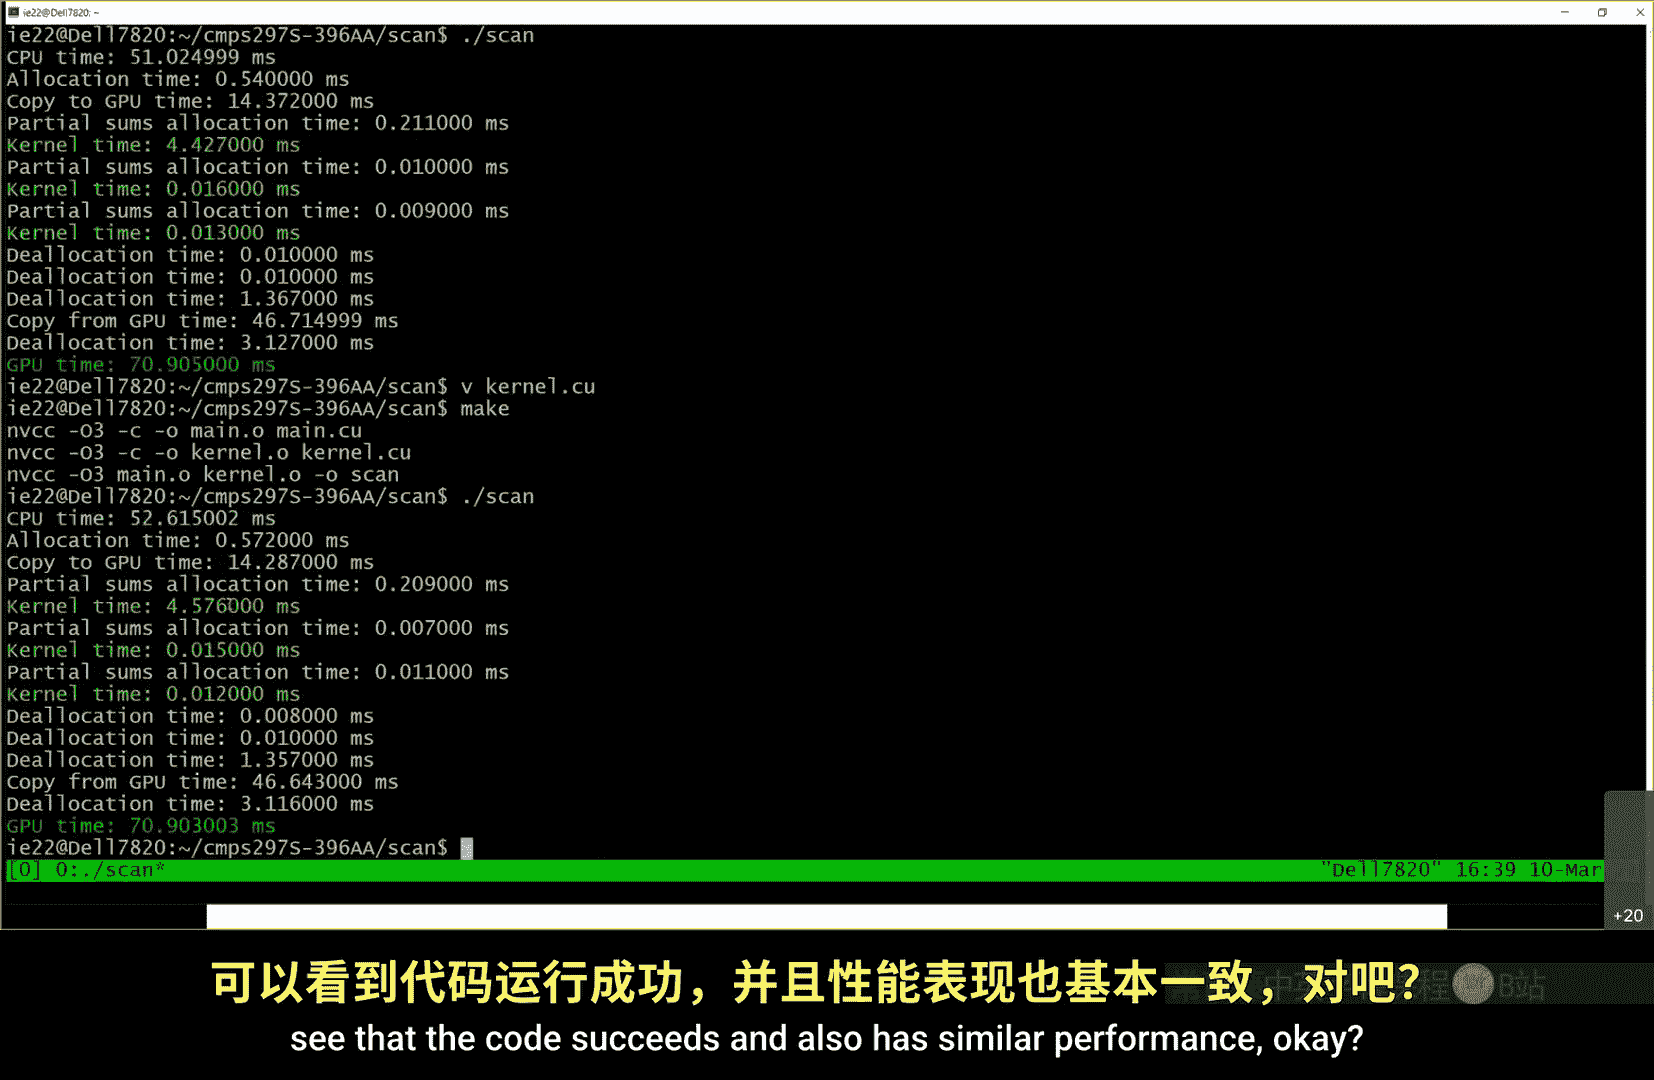 ie22@Dell7820: ~
ie22@Dell7820:~/cmps297S-396AA/scan$ ./scan
CPU time: 51.024999 ms
Allocation time: 0.540000 ms
Copy to GPU time: 14.372000 ms
Partial sums allocation time: 0.211000 ms
Kernel time: 4.427000 ms
Partial sums allocation time: 0.010000 ms
Kernel time: 0.016000 ms
Partial sums allocation time: 0.009000 ms
Kernel time: 0.013000 ms
Deallocation time: 0.010000 ms
Deallocation time: 0.010000 ms
Deallocation time: 1.367000 ms
Copy from GPU time: 46.714999 ms
Deallocation time: 3.127000 ms
GPU time: 70.905000 ms
ie22@Dell7820:~/cmps297S-396AA/scan$ v kernel.cu
ie22@Dell7820:~/cmps297S-396AA/scan$ make
nvcc -O3 -c -o main.o main.cu
nvcc -O3 -c -o kernel.o kernel.cu
nvcc -O3 main.o kernel.o -o scan
ie22@Dell7820:~/cmps297S-396AA/scan$ ./scan
CPU time: 52.615002 ms
Allocation time: 0.572000 ms
Copy to GPU time: 14.287000 ms
Partial sums allocation time: 0.209000 ms
Kernel time: 4.576000 ms
Partial sums allocation time: 0.007000 ms
Kernel time: 0.015000 ms
Partial sums allocation time: 0.011000 ms
Kernel time: 0.012000 ms
Deallocation time: 0.008000 ms
Deallocation time: 0.010000 ms
Deallocation time: 1.357000 ms
Copy from GPU time: 46.643000 ms
Deallocation time: 3.116000 ms
GPU time: 70.903003 ms
ie22@Dell7820:~/cmps297S-396AA/scan$
[0] 0:./scan* "Dell7820" 16:39 10-Mar
+20
可以看到代码运行成功，并且性能表现也基本一致，对吧？
B站
see that the code succeeds and also has similar performance, okay?